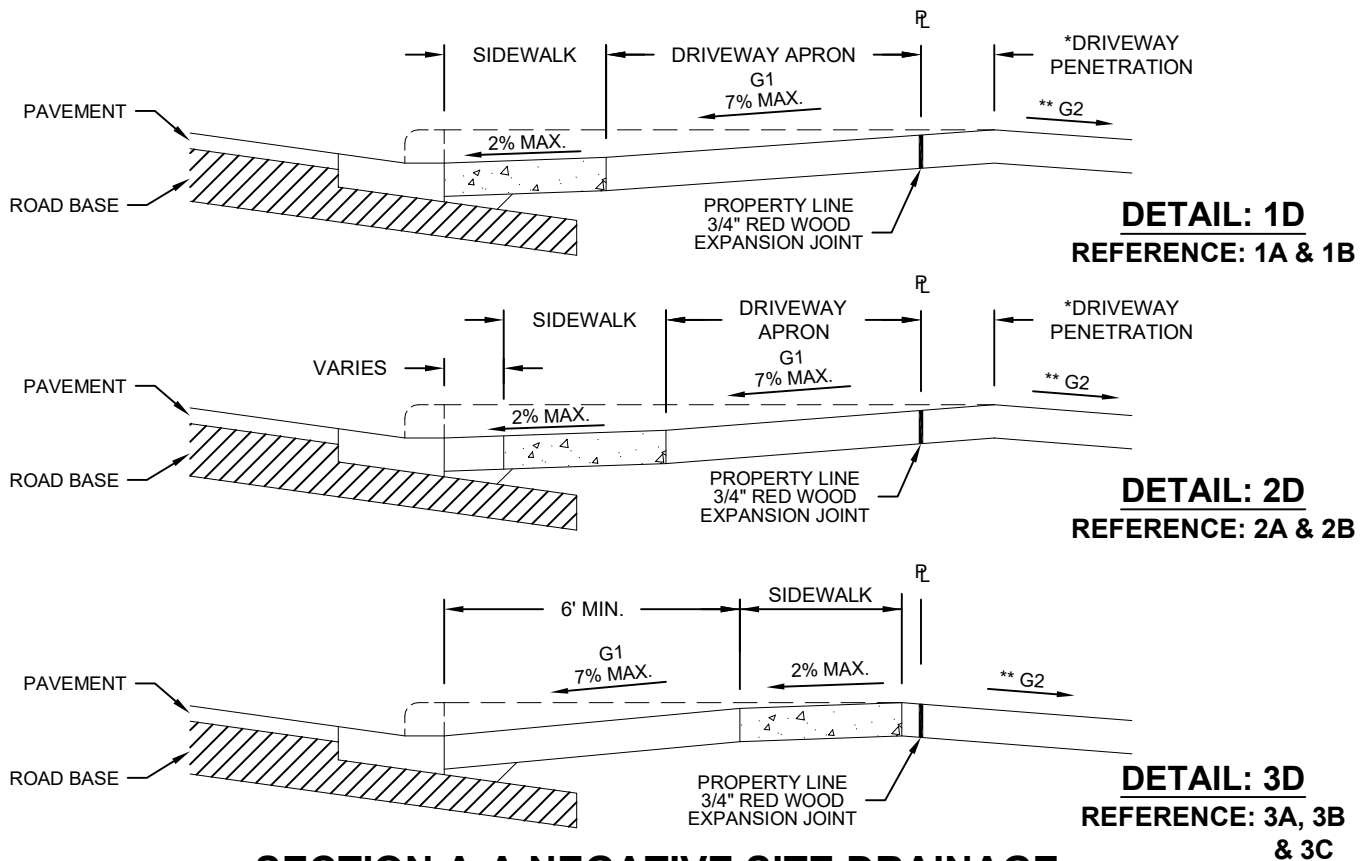 ℄
SIDEWALK
DRIVEWAY APRON
*DRIVEWAY
PENETRATION
G1
7% MAX.
** G2
PAVEMENT
2% MAX.
ROAD BASE
PROPERTY LINE
3/4" RED WOOD
EXPANSION JOINT
DETAIL: 1D
REFERENCE: 1A & 1B
PL
SIDEWALK
DRIVEWAY
APRON
*DRIVEWAY
PENETRATION
VARIES
G1
7% MAX.
** G2
PAVEMENT
2% MAX.
ROAD BASE
PROPERTY LINE
3/4" RED WOOD
EXPANSION JOINT
DETAIL: 2D
REFERENCE: 2A & 2B
PL
6' MIN.
SIDEWALK
G1
7% MAX.
2% MAX.
** G2
PAVEMENT
ROAD BASE
PROPERTY LINE
3/4" RED WOOD
EXPANSION JOINT
DETAIL: 3D
REFERENCE: 3A, 3B
& 3C
SECTION A-A NEGATIVE SITE DRAINAGE